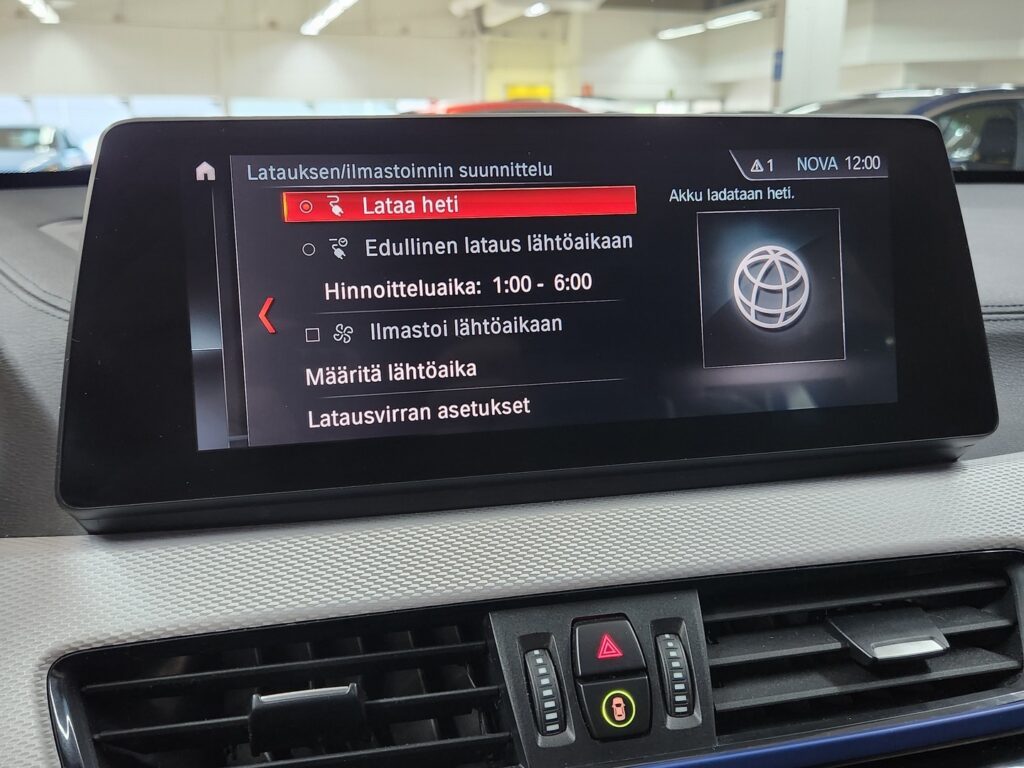 Latauksen/ilmastoinnin suunnittelu
1 NOVA 12:00
Lataa heti
Edullinen lataus lähtöaikaan
Hinnoitteluaika: 1:00 - 6:00
Ilmastoi lähtöaikaan
Määritä lähtöaika
Latausvirran asetukset
Akku ladataan heti.